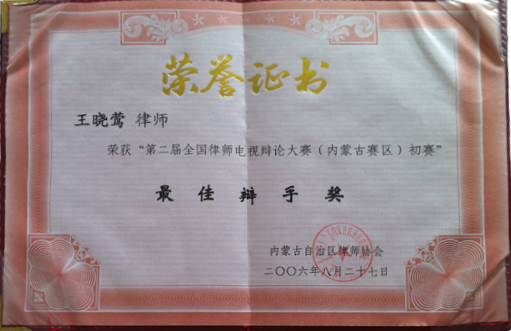 荣誉证书
王晓莺 律师
荣获“第二届全国律师电视辩论大赛（内蒙古赛区）初赛”
最佳辩手奖
内蒙古自治区律师协会
二〇〇六年八月二十七日